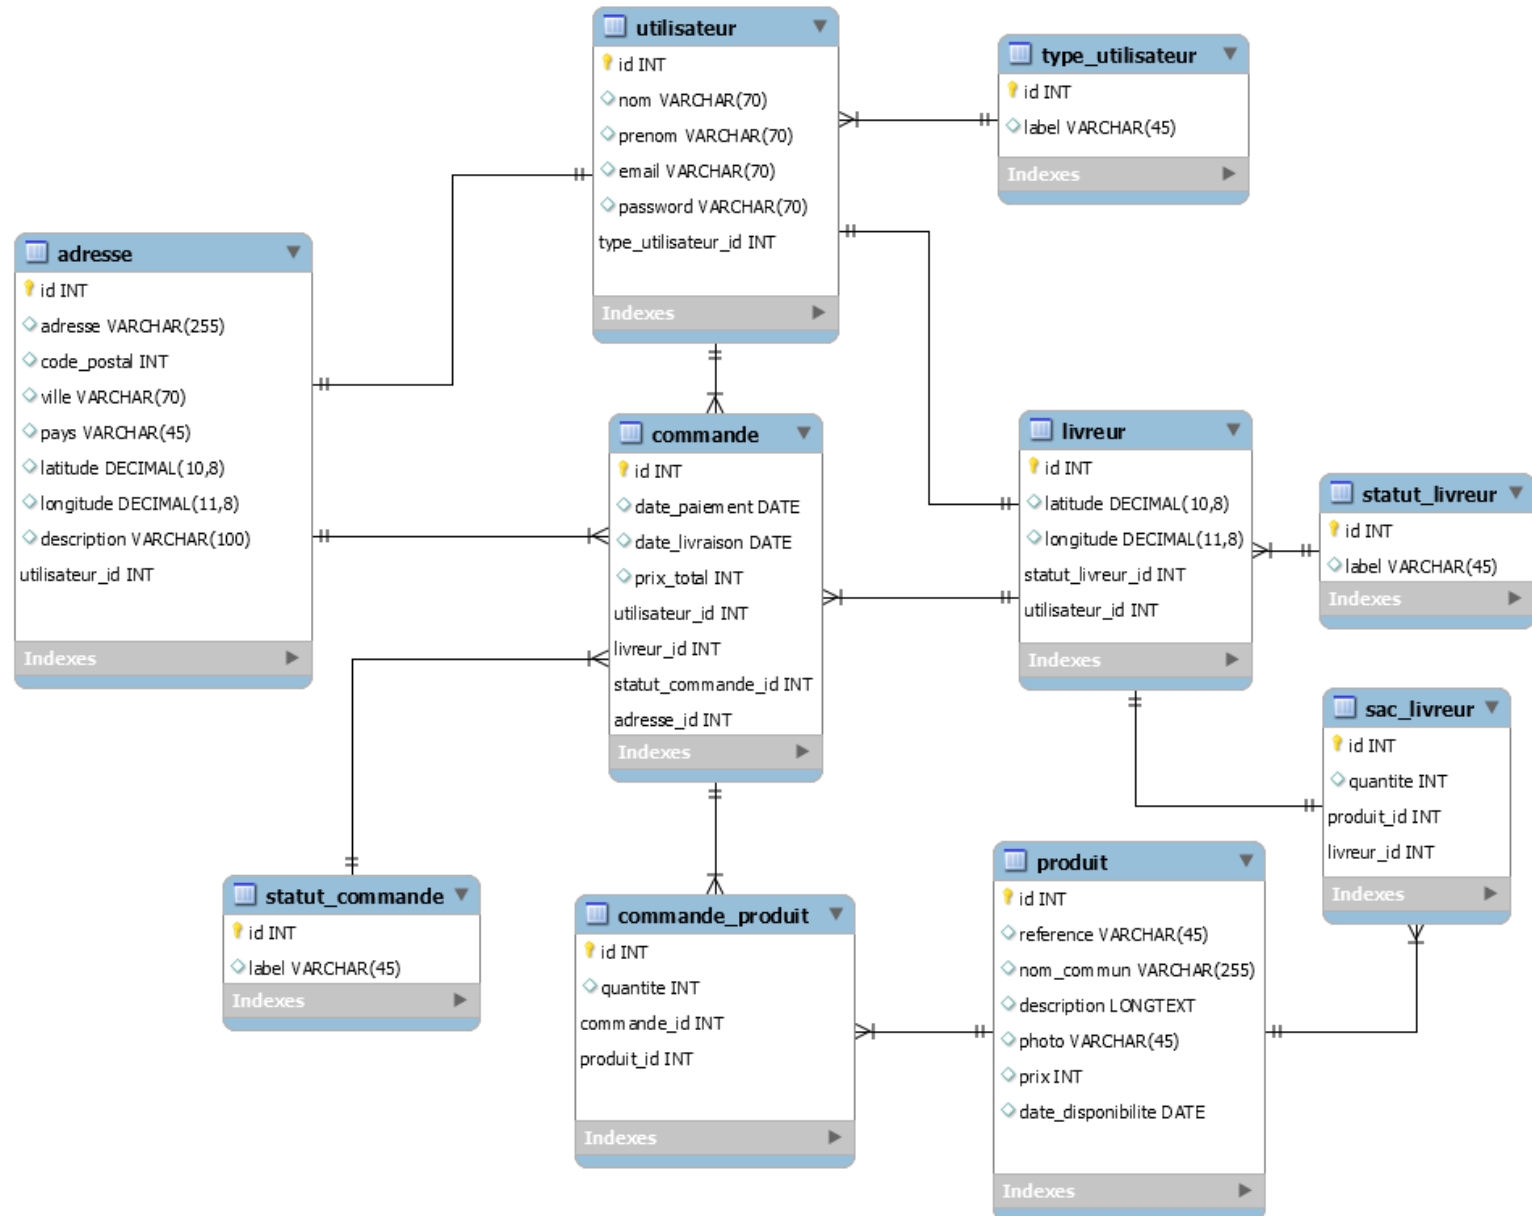 utilisateur
id INT
nom VARCHAR(70)
prenom VARCHAR(70)
email VARCHAR(70)
password VARCHAR(70)
type_utilisateur_id INT
Indexes
type_utilisateur
id INT
label VARCHAR(45)
Indexes
adresse
id INT
adresse VARCHAR(255)
code_postal INT
ville VARCHAR(70)
pays VARCHAR(45)
latitude DECIMAL(10,8)
longitude DECIMAL(11,8)
description VARCHAR(100)
utilisateur_id INT
Indexes
commande
id INT
date_paiement DATE
date_livraison DATE
prix_total INT
utilisateur_id INT
livreur_id INT
statut_commande_id INT
adresse_id INT
Indexes
livreur
id INT
latitude DECIMAL(10,8)
longitude DECIMAL(11,8)
statut_livreur_id INT
utilisateur_id INT
Indexes
statut_livreur
id INT
label VARCHAR(45)
Indexes
sac_livreur
id INT
quantite INT
produit_id INT
livreur_id INT
Indexes
statut_commande
id INT
label VARCHAR(45)
Indexes
commande_produit
id INT
quantite INT
commande_id INT
produit_id INT
Indexes
produit
id INT
reference VARCHAR(45)
nom_commun VARCHAR(255)
description LONGTEXT
photo VARCHAR(45)
prix INT
date_disponibilite DATE
Indexes